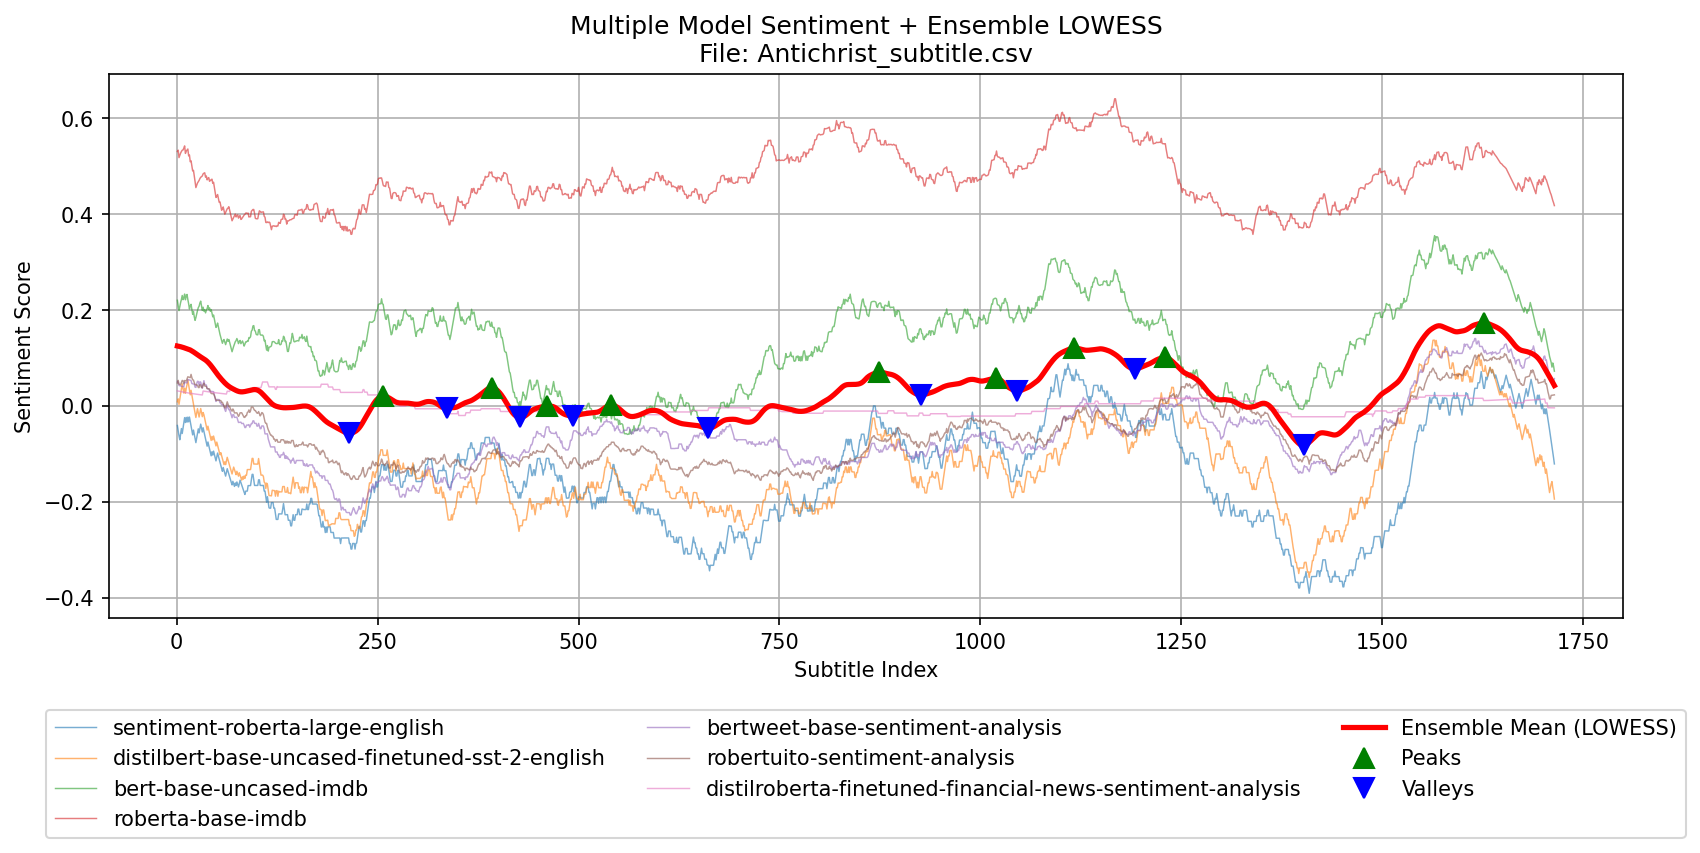 Multiple Model Sentiment + Ensemble LOWESS
File: Antichrist_subtitle.csv
Sentiment Score
0.6
0.4
0.2
0.0
−0.2
−0.4
0 250 500 750 1000 1250 1500 1750
Subtitle Index
sentiment-roberta-large-english
distilbert-base-uncased-finetuned-sst-2-english
bert-base-uncased-imdb
roberta-base-imdb
bertweet-base-sentiment-analysis
robertuito-sentiment-analysis
distilroberta-finetuned-financial-news-sentiment-analysis
Ensemble Mean (LOWESS)
Peaks
Valleys